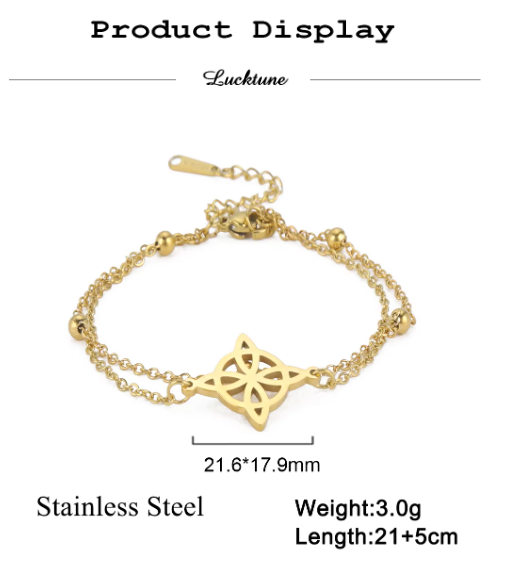 Product Display
Lucktune
21.6*17.9mm
Stainless Steel
Weight:3.0g
Length:21+5cm